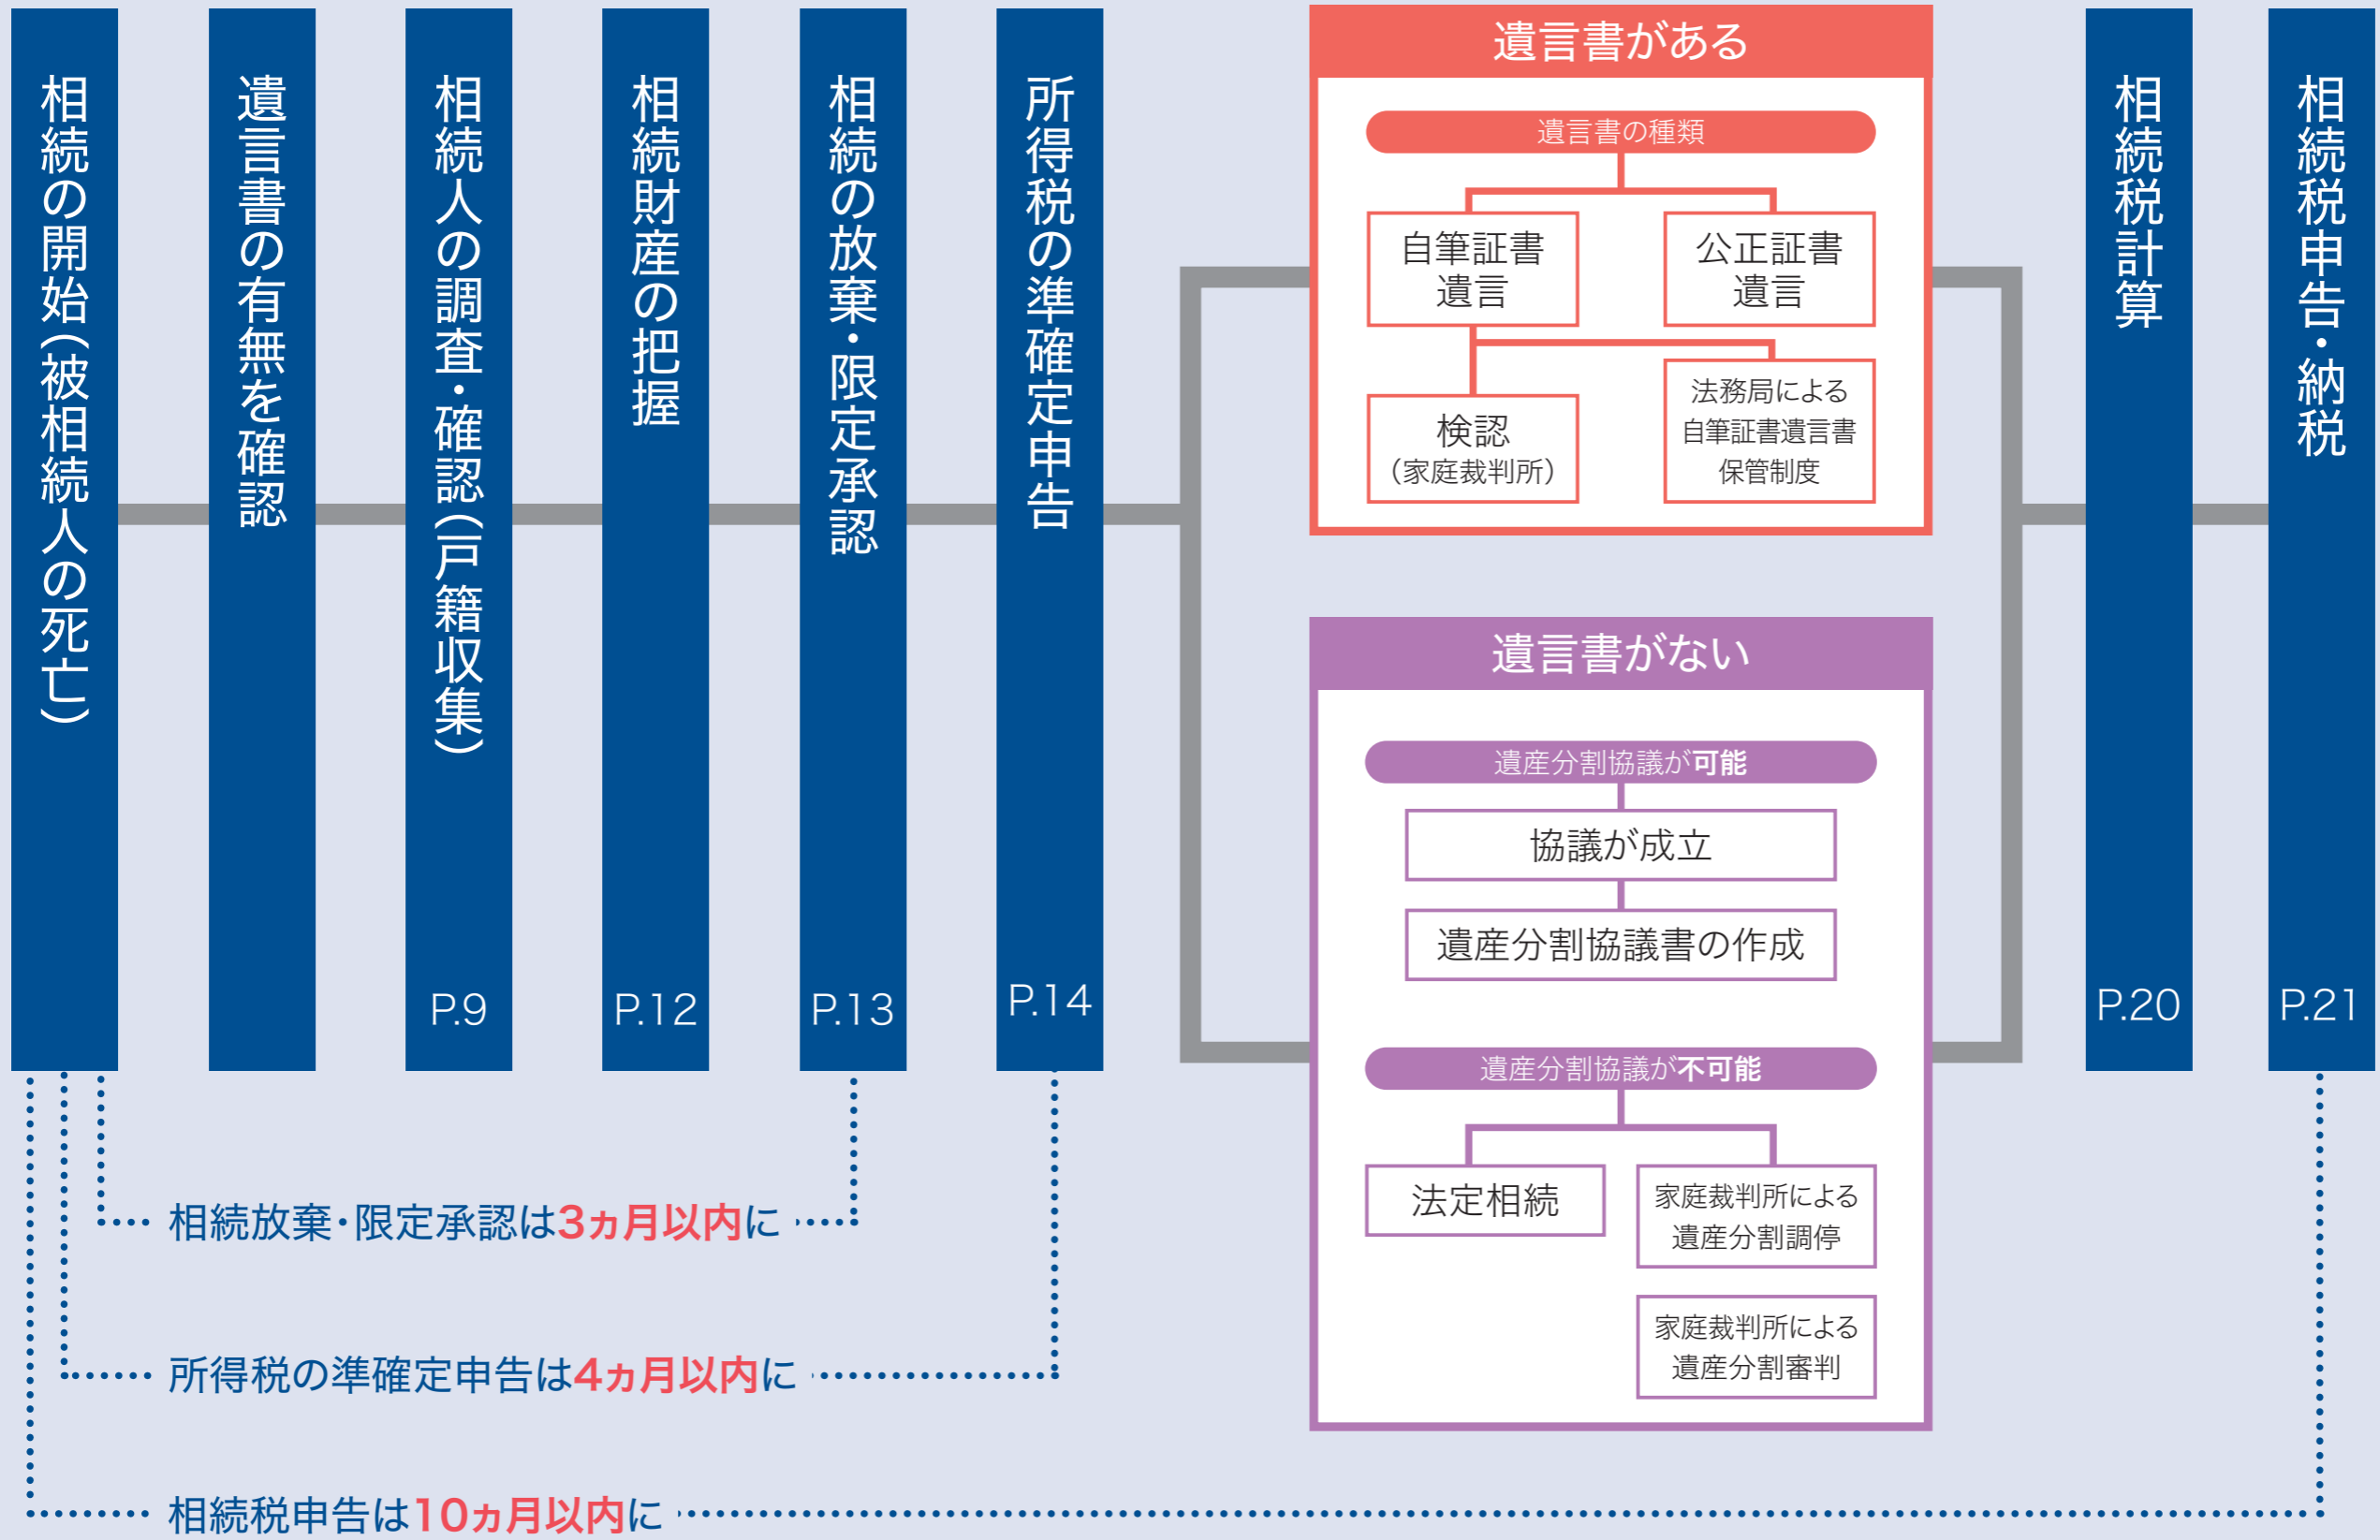 相続の開始（被相続人の死亡）
遺言書の有無を確認
相続人の調査・確認（戸籍収集）
P.9
相続財産の把握
P.12
相続の放棄・限定承認
P.13
所得税の準確定申告
P.14
遺言書がある
遺言書の種類
自筆証書
遺言
公正証書
遺言
検認
（家庭裁判所）
法務局による
自筆証書遺言書
保管制度
遺言書がない
遺産分割協議が可能
協議が成立
遺産分割協議書の作成
遺産分割協議が不可能
法定相続
家庭裁判所による
遺産分割調停
家庭裁判所による
遺産分割審判
相続税計算
P.20
相続税申告・納税
P.21
相続放棄・限定承認は3ヵ月以内に
所得税の準確定申告は4ヵ月以内に
相続税申告は10ヵ月以内に